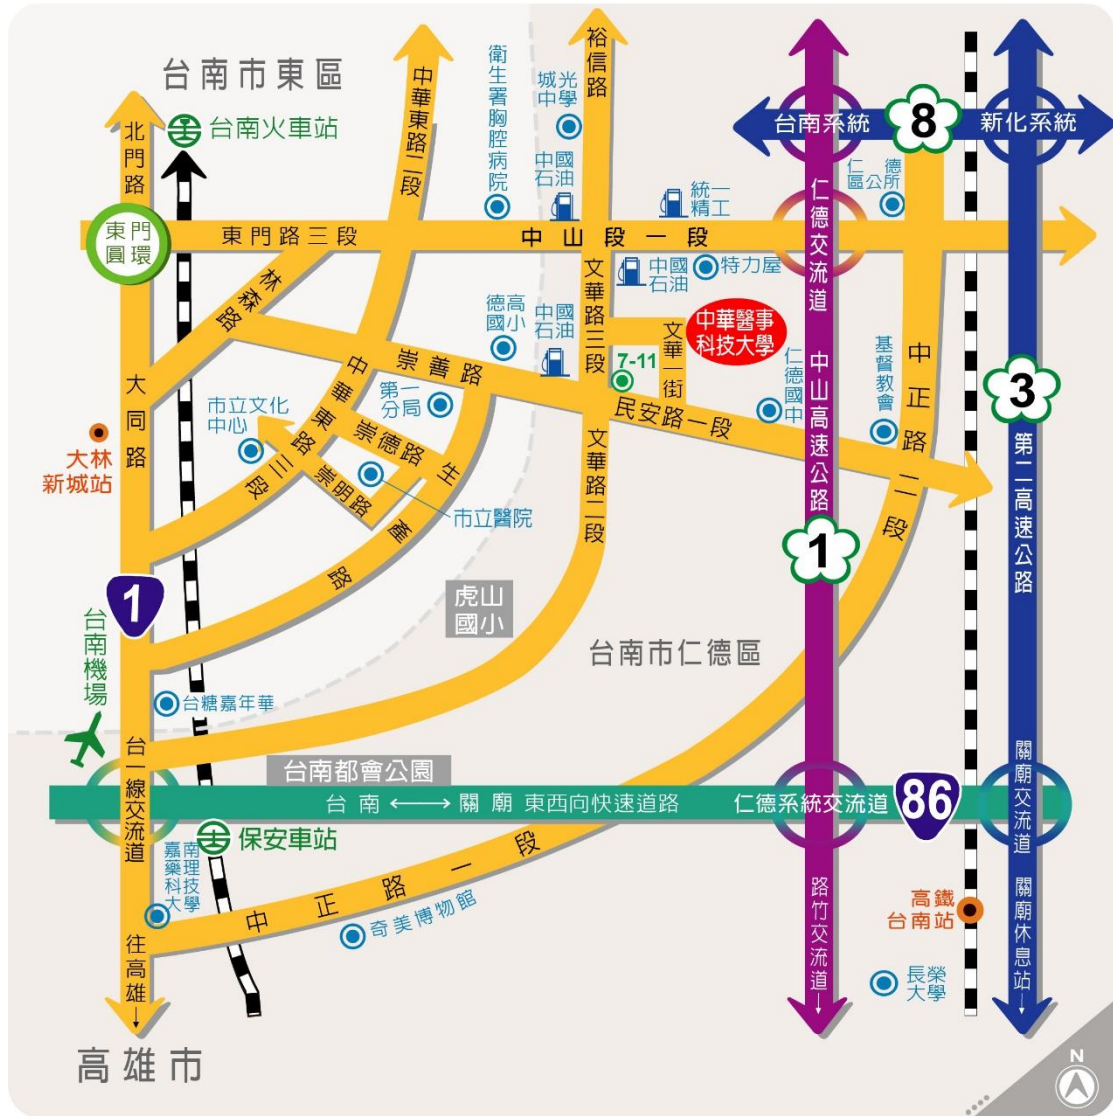 台南市東區
北門路
台南火車站
中華東路二段
衛生署胸腔病院
城光
中學
裕信路
中國
石油
統一
精工
台南系統
8
新化系統
仁德
區公所
仁德交流道
東門
圓環
東門路三段
中山段一段
林森路
德高
國小
中國
石油
文華路三段
中國
石油
特力屋
中華醫事
科技大學
文華一街
7-11
仁德國中
中山高速公路
基督教會
中正路二段
3
第二高速公路
大同路
大林
新城站
市立文化
中心
中華東路三段
崇善路
第一
分局
崇德路
崇明路
市立醫院
生產路
民安路一段
文華路二段
1
1
虎山
國小
台南市仁德區
台南機場
台糖嘉年華
台一線交流道
台南都會公園
台南
關廟
東西向快速道路
仁德系統交流道
86
關廟交流道
保安車站
嘉南
藥理
科技
大學
中正路一段
奇美博物館
路竹交流道
高鐵
台南站
關廟休息站
長榮
大學
往高雄
高雄市
N